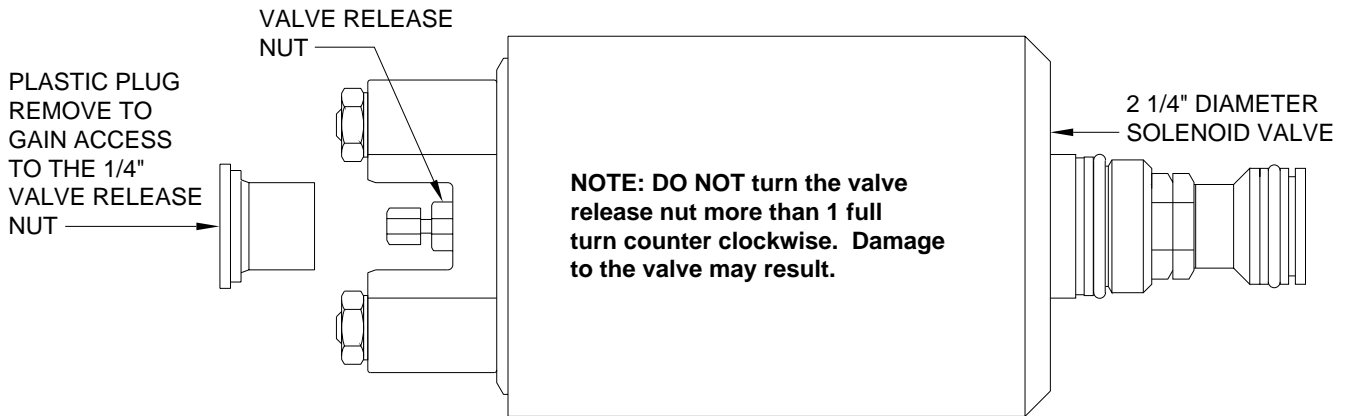 VALVE RELEASE
NUT
PLASTIC PLUG
REMOVE TO
GAIN ACCESS
TO THE 1/4"
VALVE RELEASE
NUT
2 1/4" DIAMETER
SOLENOID VALVE
NOTE: DO NOT turn the valve
release nut more than 1 full
turn counter clockwise.  Damage
to the valve may result.